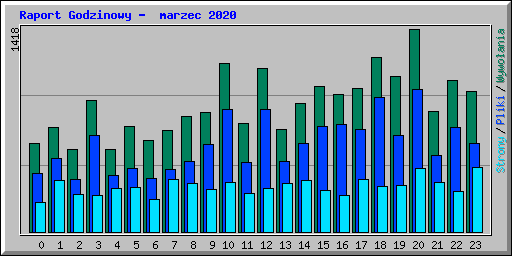 Raport Godzinowy - marzec 2020
1418
Strony / Pliki / Wywolania
0 1 2 3 4 5 6 7 8 9 10 11 12 13 14 15 16 17 18 19 20 21 22 23